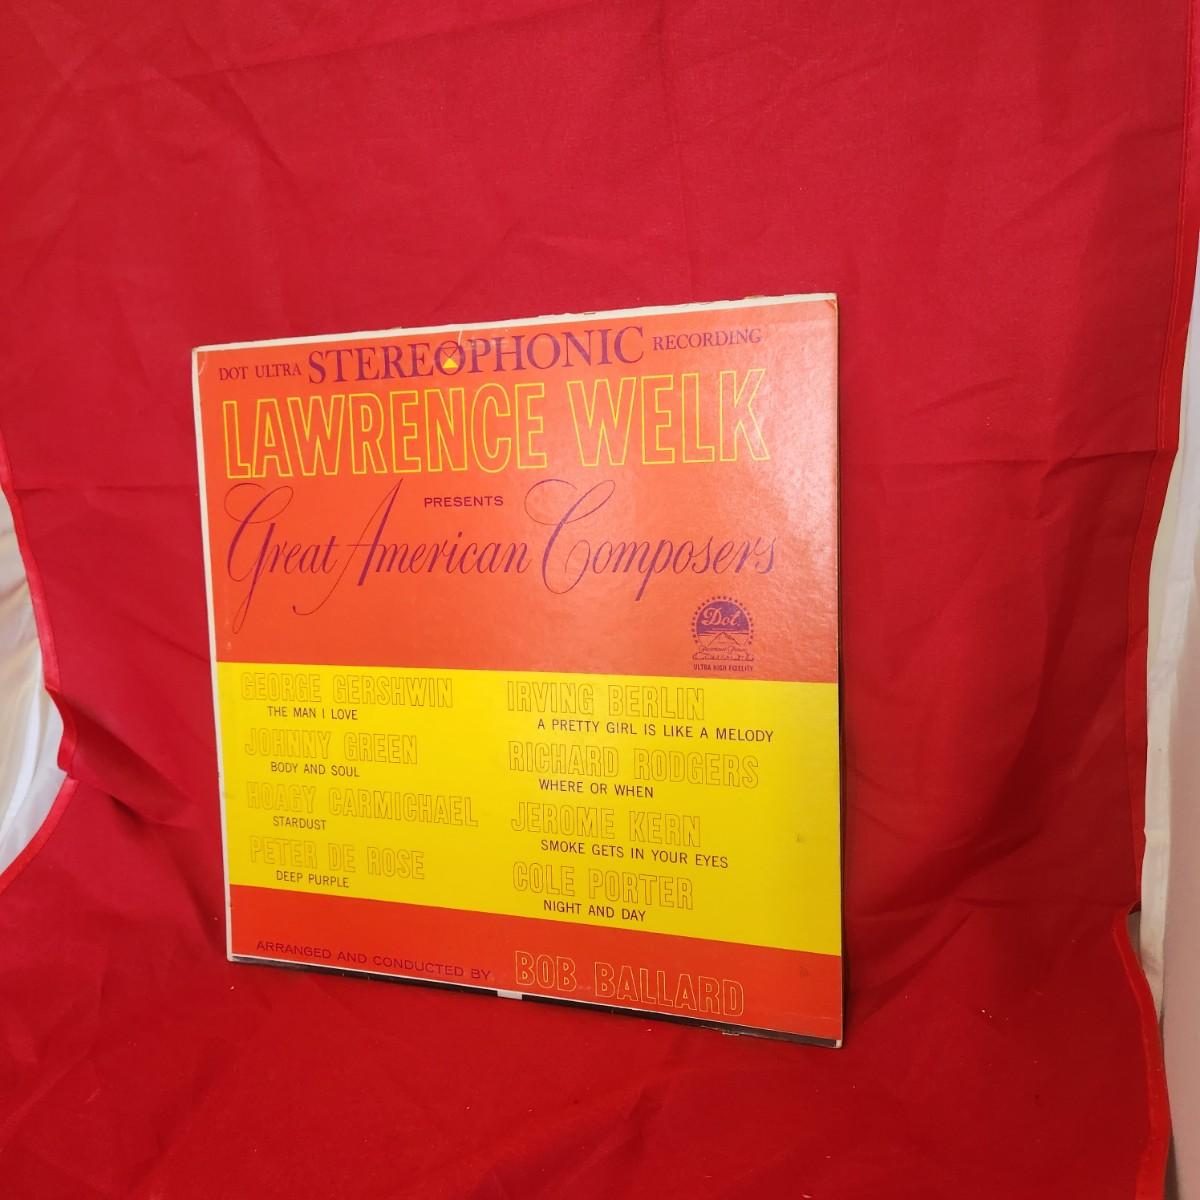 DOT ULTRA STEREOPHONIC RECORDING
LAWRENCE WELK
PRESENTS
Great American Composers
Dot
ULTRA HIGH FIDELITY
GEORGE GERSHWIN
THE MAN I LOVE
JOHNNY GREEN
BODY AND SOUL
HOAGY CARMICHAEL
STARDUST
PETER DE ROSE
DEEP PURPLE
IRVING BERLIN
A PRETTY GIRL IS LIKE A MELODY
RICHARD RODGERS
WHERE OR WHEN
JEROME KERN
SMOKE GETS IN YOUR EYES
COLE PORTER
NIGHT AND DAY
ARRANGED AND CONDUCTED BY BOB BALLARD